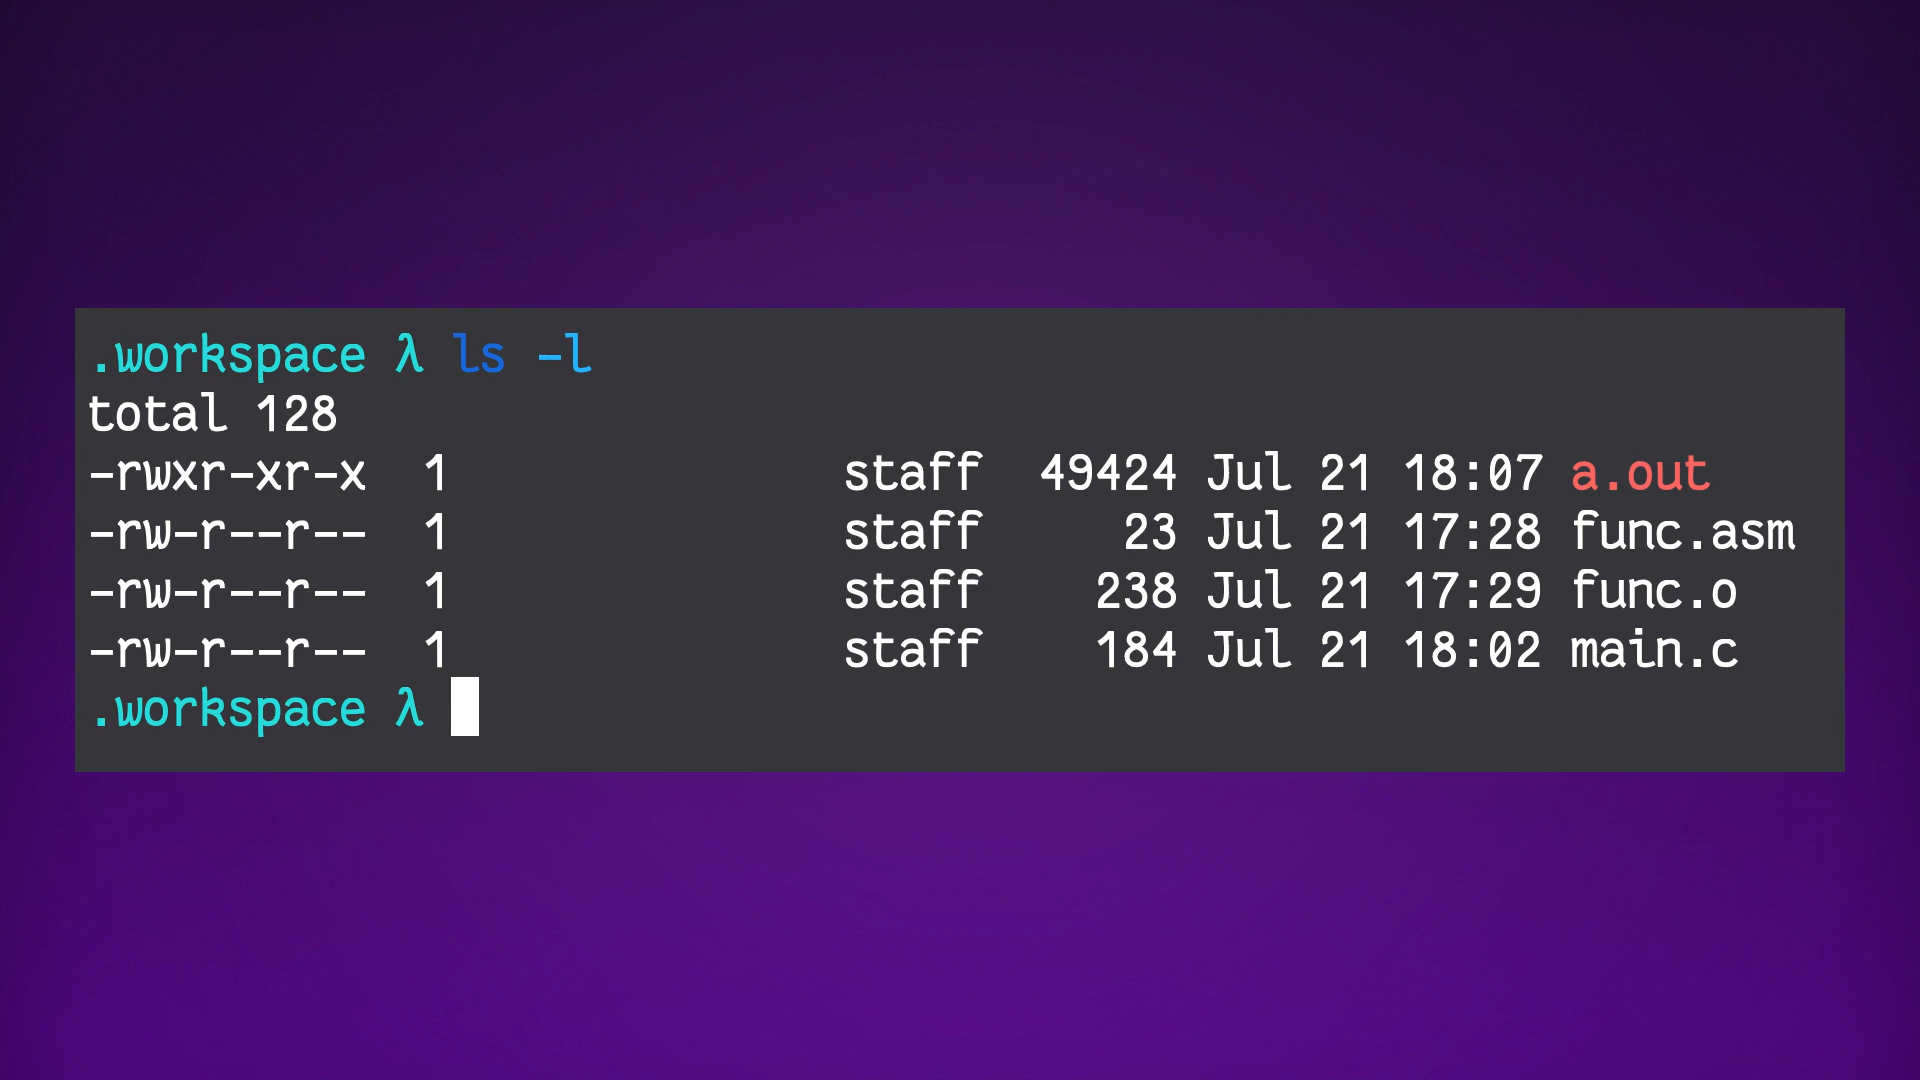 .workspace λ ls -l
total 128
-rwxr-xr-x  1              staff  49424 Jul 21 18:07 a.out
-rw-r--r--  1              staff     23 Jul 21 17:28 func.asm
-rw-r--r--  1              staff    238 Jul 21 17:29 func.o
-rw-r--r--  1              staff    184 Jul 21 18:02 main.c
.workspace λ